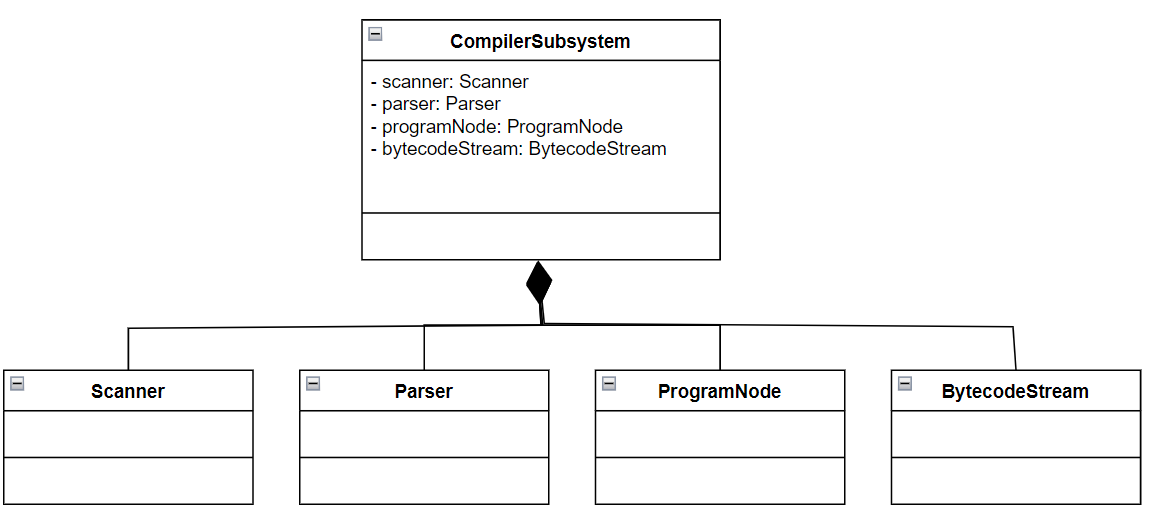 CompilerSubsystem
- scanner: Scanner
- parser: Parser
- programNode: ProgramNode
- bytecodeStream: BytecodeStream
Scanner
Parser
ProgramNode
BytecodeStream